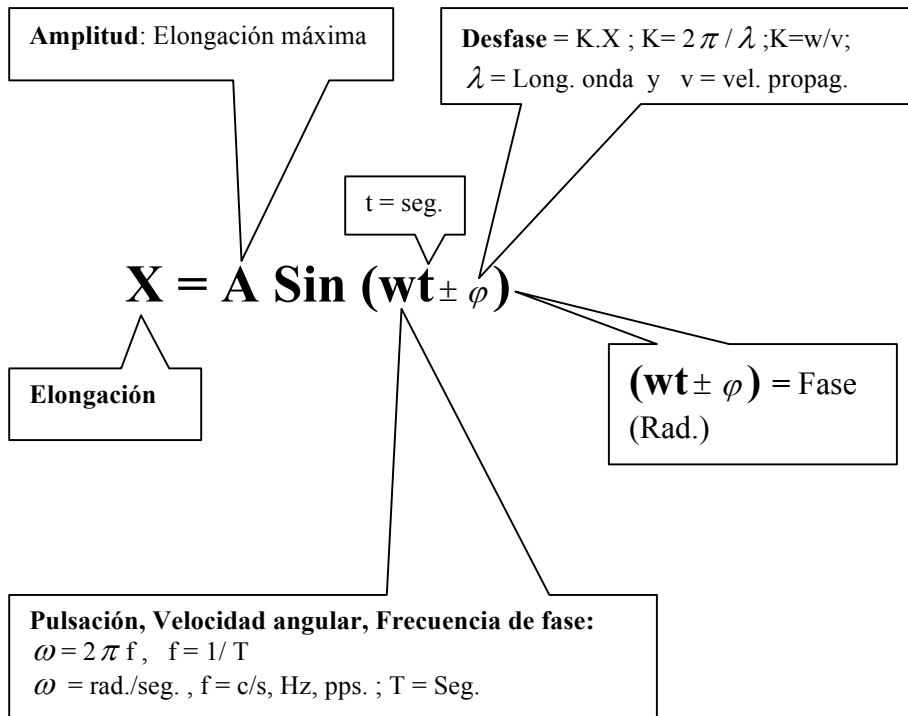 Amplitud: Elongación máxima
Desfase = K.X ; K= 2 π / λ ;K=w/v;
λ = Long. onda y v = vel. propag.
t = seg.
X = A Sin (wt ± φ)
Elongación
(wt ± φ) = Fase
(Rad.)
Pulsación, Velocidad angular, Frecuencia de fase:
ω = 2 π f , f = 1/ T
ω = rad./seg. , f = c/s, Hz, pps. ; T = Seg.